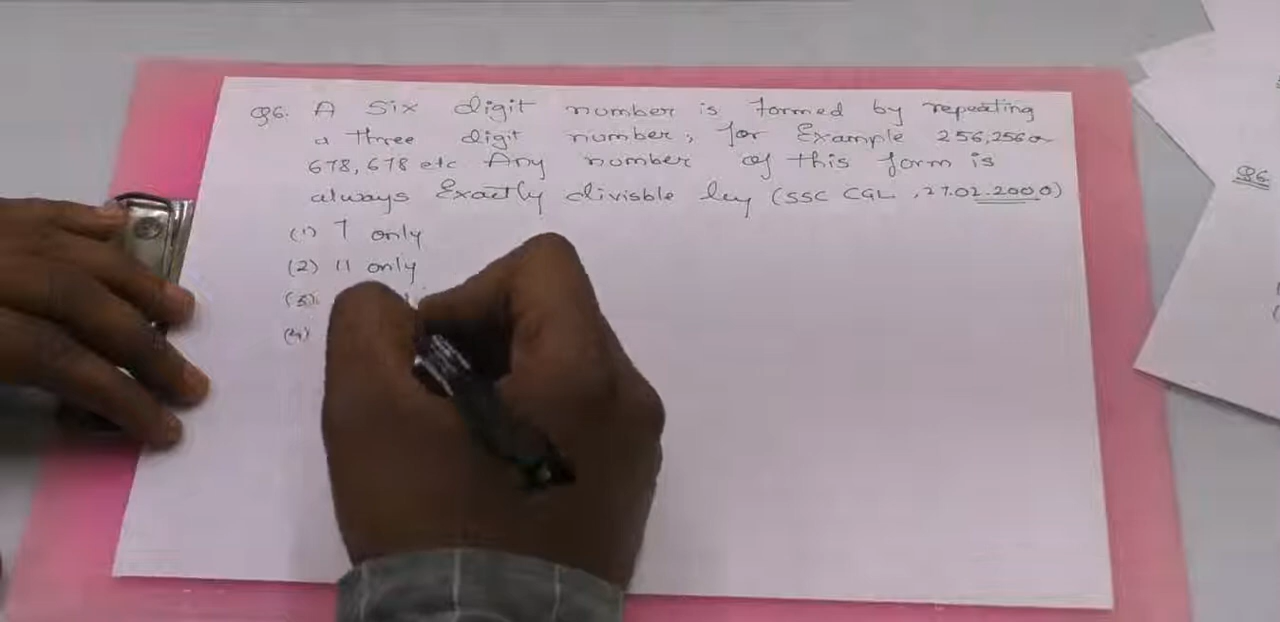 Q6. A Six digit number is formed by repeating
a three digit number, for Example 256,256 or
678,678 etc Any number of this form is
always Exactly divisble by (SSC CGL ,27.02.2000)
(1) 7 only
(2) 11 only
(3)
(4)
Q6